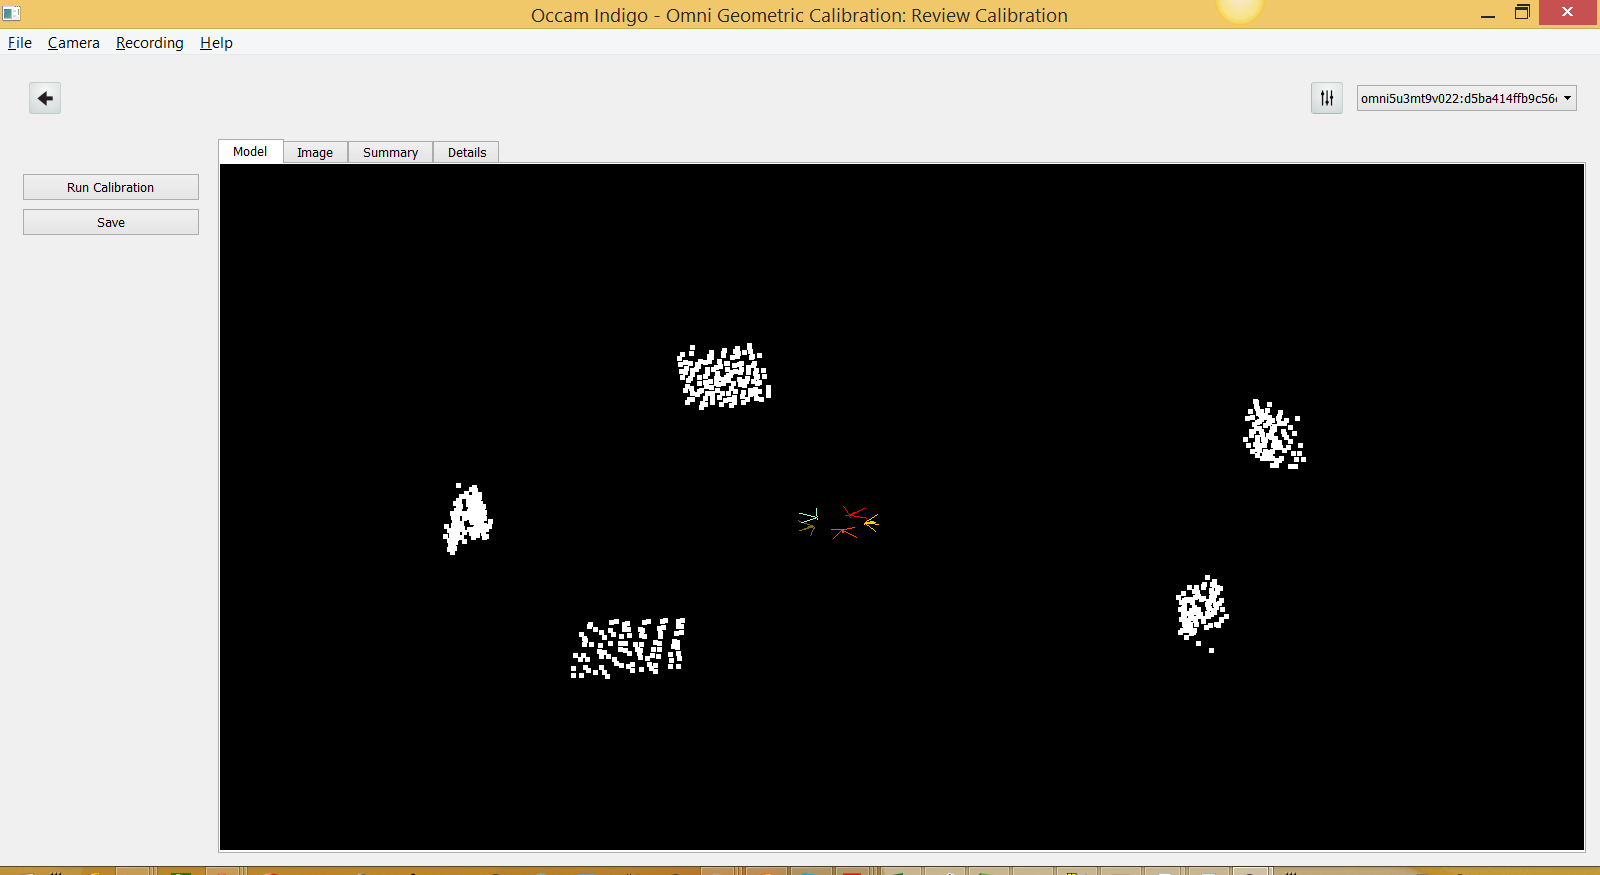 Occam Indigo - Omni Geometric Calibration: Review Calibration
File Camera Recording Help
omni5u3mt9v022:d5ba414ffb9c56
Model Image Summary Details
Run Calibration
Save